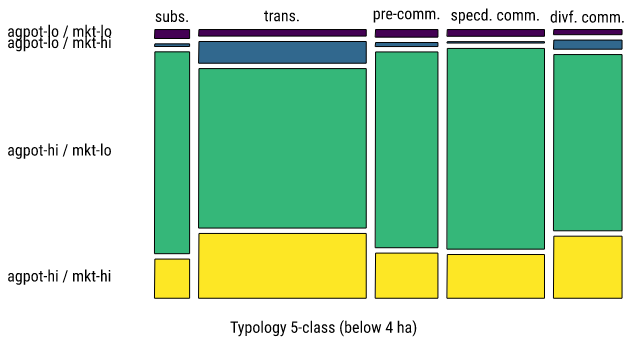 subs.
trans.
pre-comm.
specd. comm.
divf. comm.
agpot-lo / mkt-lo
agpot-lo / mkt-hi
agpot-hi / mkt-lo
agpot-hi / mkt-hi
Typology 5-class (below 4 ha)